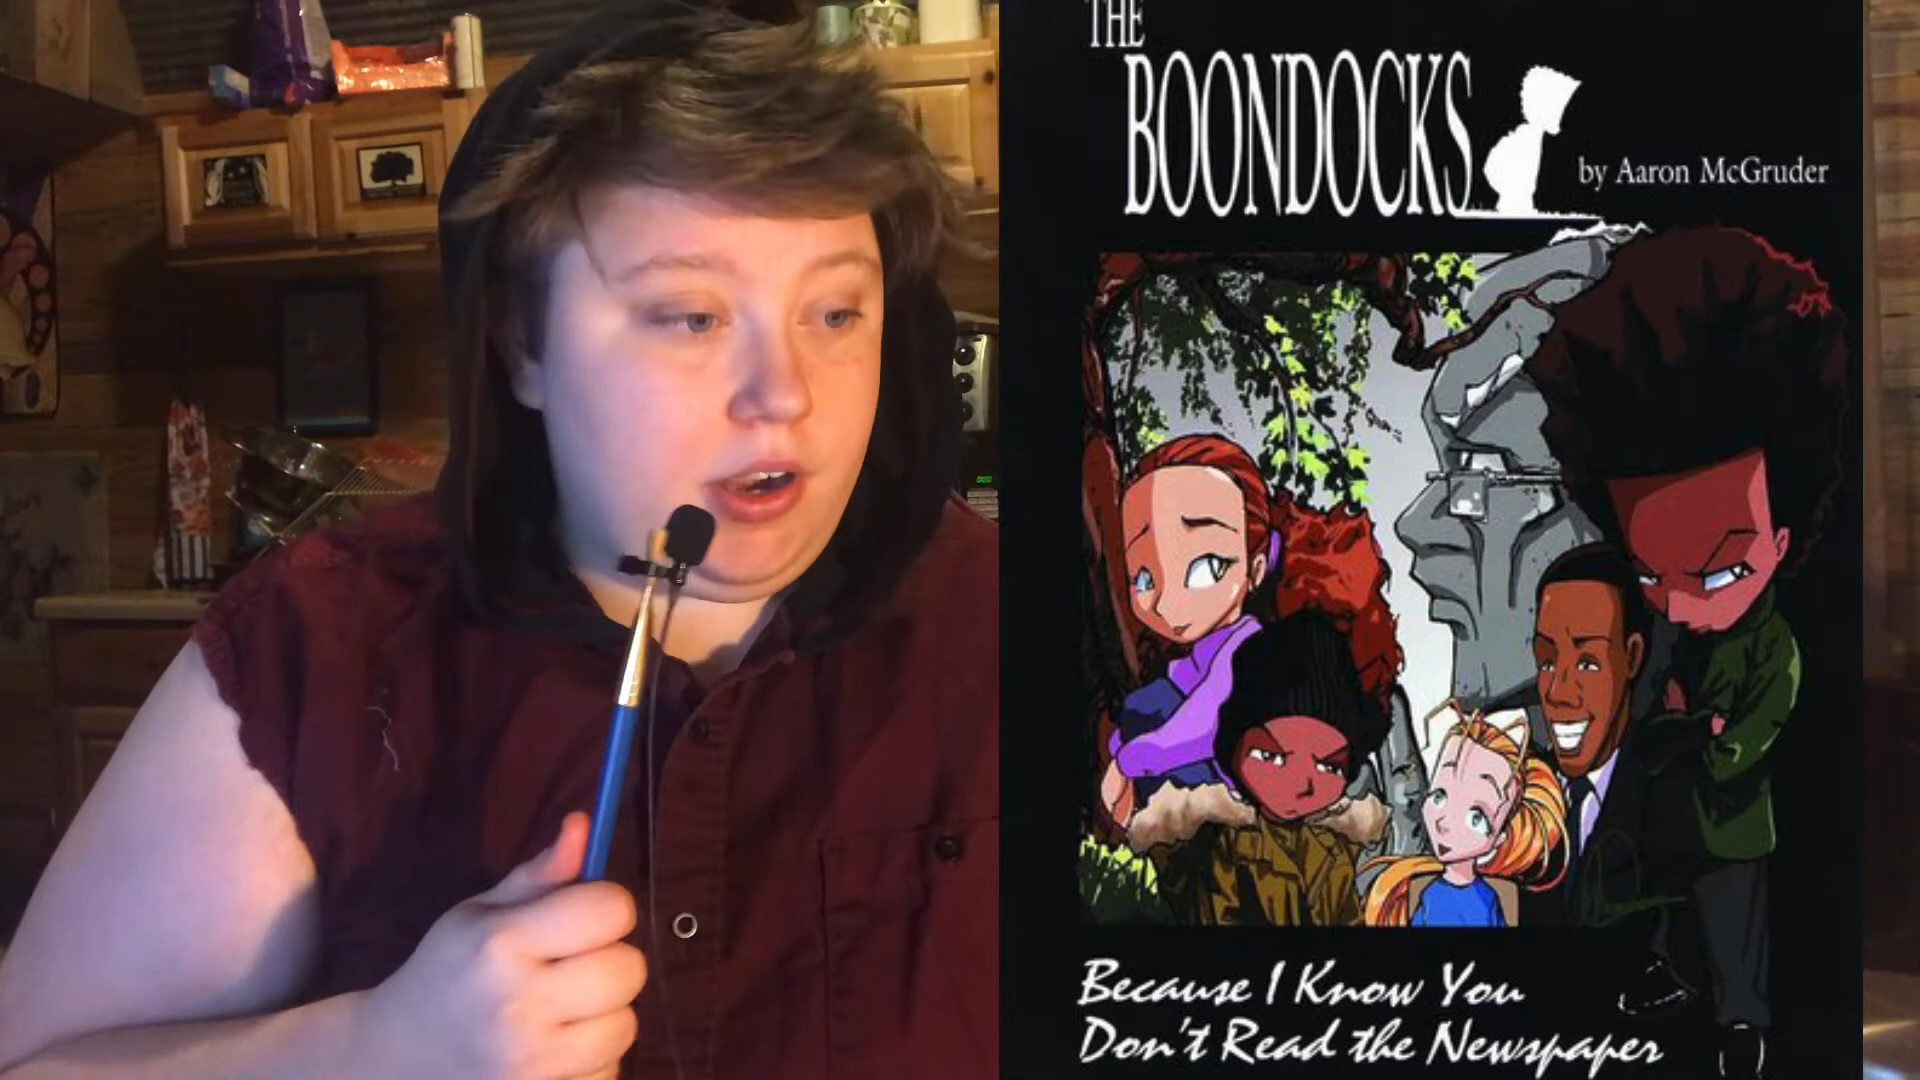 THE
BOONDOCKS
by Aaron McGruder
Because I Know You
Don't Read the Newspaper